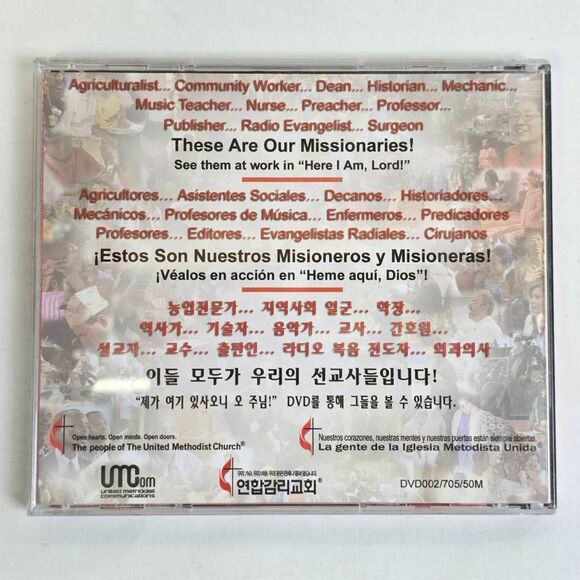 Agriculturalist... Community Worker... Dean... Historian... Mechanic...
Music Teacher... Nurse... Preacher... Professor...
Publisher... Radio Evangelist... Surgeon
These Are Our Missionaries!
See them at work in “Here I Am, Lord!”
Agricultores... Asistentes Sociales... Decanos... Historiadores...
Mecánicos... Profesores de Música... Enfermeros... Predicadores
Profesores... Editores... Evangelistas Radiales... Cirujanos
¡Estos Son Nuestros Misioneros y Misioneras!
¡Véalos en acción en “Heme aquí, Dios”!
농업전문가... 지역사회 일군... 학장...
역사가... 기술자... 음악가... 교사... 간호원...
설교자... 교수... 출판언... 라디오 복음 전도자... 외과의사
이들 모두가 우리의 선교사들입니다!
“제가 여기 있사오니 오 주님!” DVD를 통해 그들을 볼 수 있습니다.
Open hearts. Open minds. Open doors.
The people of The United Methodist Church®
Nuestros corazones, nuestras mentes y nuestras puertas están siempre abiertas.
La gente de la Iglesia Metodista Unida
UMCom
united methodist
communications
연합감리교회®
DVD002/705/50M